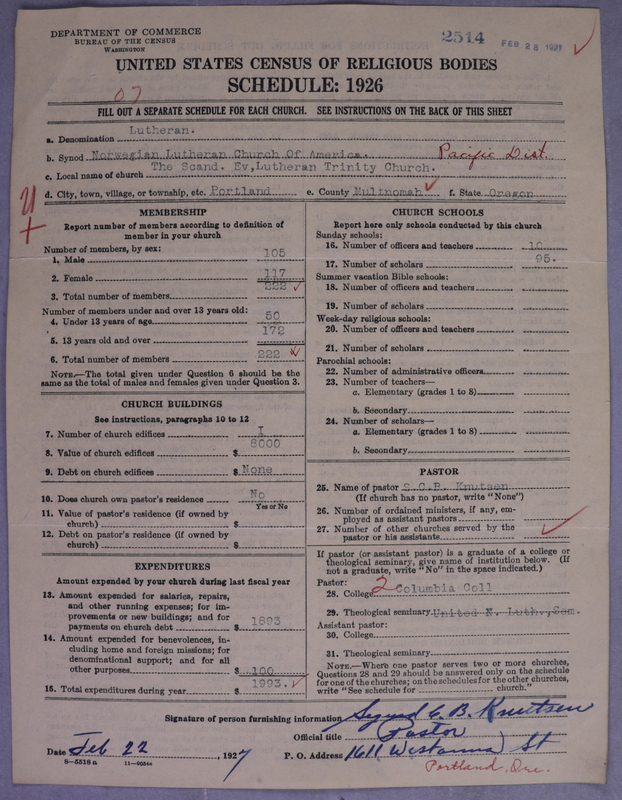 DEPARTMENT OF COMMERCE
BUREAU OF THE CENSUS
WASHINGTON
2514 FEB 28 1927
UNITED STATES CENSUS OF RELIGIOUS BODIES
SCHEDULE: 1926
07
FILL OUT A SEPARATE SCHEDULE FOR EACH CHURCH. SEE INSTRUCTIONS ON THE BACK OF THIS SHEET
a. Denomination Lutheran.
b. Synod Norwegian Lutheran Church Of America. Pacific Dist.
c. Local name of church The Scand. Ev,Lutheran Trinity Church.
d. City, town, village, or township, etc. Portland e. County Multnomah f. State Oregon
MEMBERSHIP
Report number of members according to definition of
member in your church
Number of members, by sex:
1. Male 105
2. Female 117
3. Total number of members 222
Number of members under and over 13 years old:
4. Under 13 years of age 50
5. 13 years old and over 172
6. Total number of members 222
NOTE.—The total given under Question 6 should be
same as the total of males and females given under Question 3.
CHURCH BUILDINGS
See instructions, paragraphs 10 to 12
7. Number of church edifices I
8. Value of church edifices $ 8000
9. Debt on church edifices $ None
10. Does church own pastor's residence No
Yes or No
11. Value of pastor's residence (if owned by
church) $
12. Debt on pastor's residence (if owned by
church) $
EXPENDITURES
Amount expended by your church during last fiscal year
13. Amount expended for salaries, repairs,
and other running expenses; for im-
provements or new buildings; and for
payments on church debt $ 1893
14. Amount expended for benevolences, in-
cluding home and foreign missions; for
denominational support; and for all
other purposes $ 100
15. Total expenditures during year $ 1993.
CHURCH SCHOOLS
Report here only schools conducted by this church
Sunday schools:
16. Number of officers and teachers 10
17. Number of scholars 95.
Summer vacation Bible schools:
18. Number of officers and teachers
19. Number of scholars
Week-day religious schools:
20. Number of officers and teachers
21. Number of scholars
Parochial schools:
22. Number of administrative officers
23. Number of teachers—
a. Elementary (grades 1 to 8)
b. Secondary
24. Number of scholars—
a. Elementary (grades 1 to 8)
b. Secondary
PASTOR
25. Name of pastor S.C.B. Knutsen
(If church has no pastor, write "None")
26. Number of ordained ministers, if any, em-
ployed as assistant pastors
27. Number of other churches served by the
pastor or his assistants
If pastor (or assistant pastor) is a graduate of a college or
theological seminary, give name of institution below. (If
not a graduate, write "No" in the space indicated.)
Pastor:
28. College 2 Columbia Coll
29. Theological seminary United N. Luth., Sem.
Assistant pastor:
30. College
31. Theological seminary
NOTE.—Where one pastor serves two or more churches,
Questions 28 and 29 should be answered only on the schedule
for one of the churches; on the schedules for the other churches,
write "See schedule for church."
Signature of person furnishing information Sigurd C. B. Knutsen
Official title Pastor
Date Feb 22, 1927 P. O. Address 1611 Westanna St
8—5518 a 11—9054
Portland, Ore.